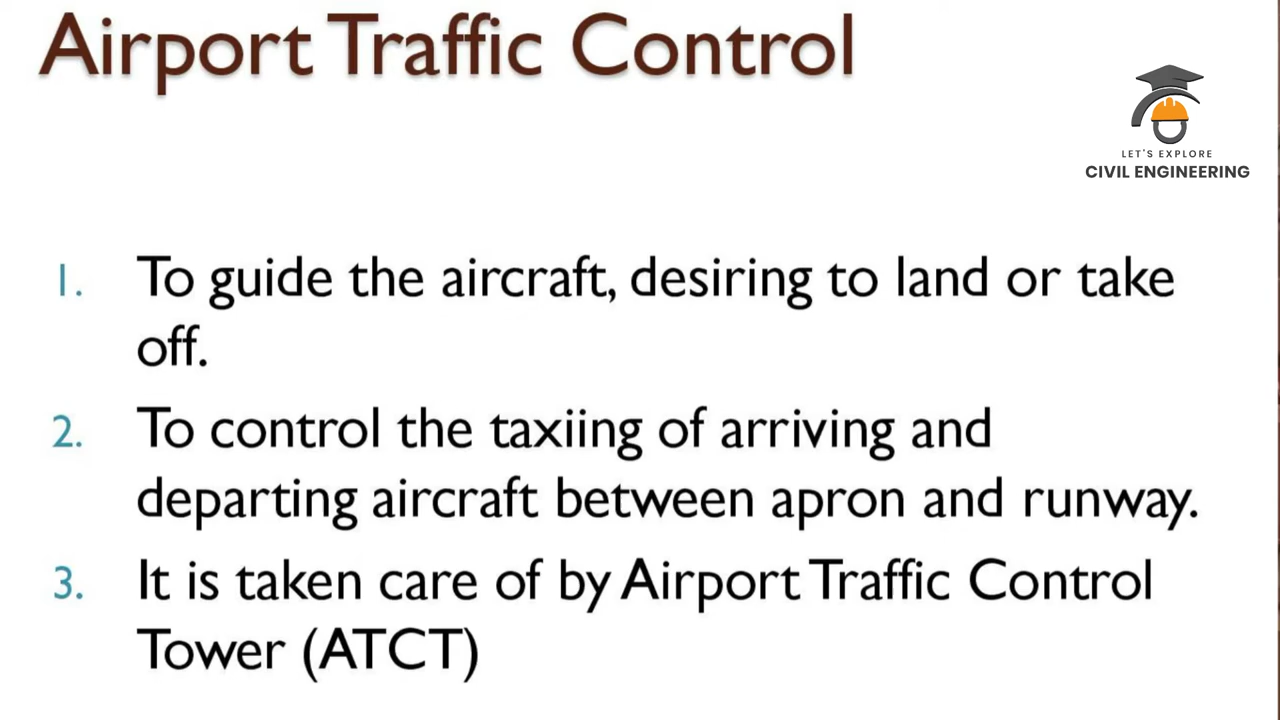 Airport Traffic Control
LET'S EXPLORE
CIVIL ENGINEERING
1. To guide the aircraft, desiring to land or take
off.
2. To control the taxiing of arriving and
departing aircraft between apron and runway.
3. It is taken care of by Airport Traffic Control
Tower (ATCT)